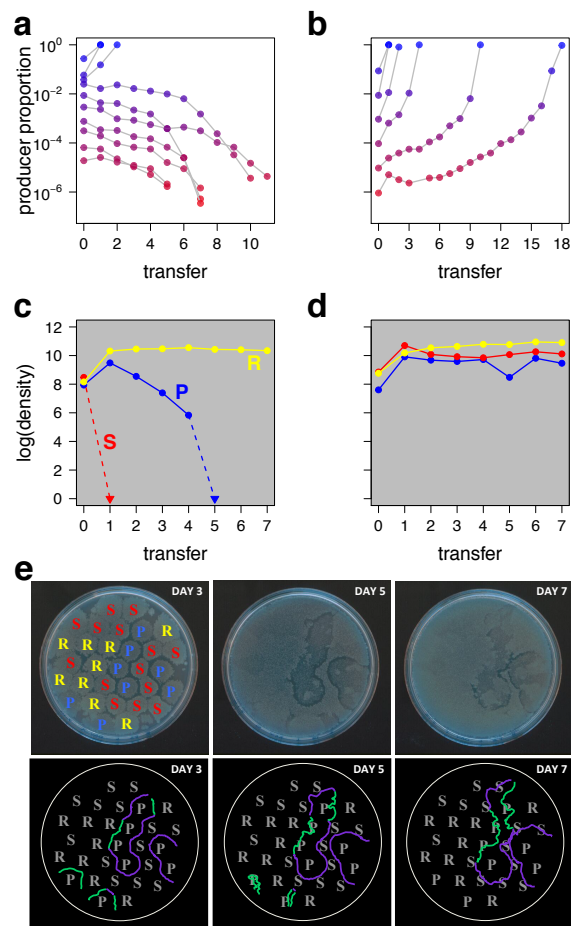 a
b
producer proportion
10^0
10^-2
10^-4
10^-6
0 2 4 6 8 10
0 3 6 9 12 15 18
transfer
transfer
c
d
log(density)
12
10
8
6
4
2
0
R
P
S
0 1 2 3 4 5 6 7
0 1 2 3 4 5 6 7
transfer
transfer
e
DAY 3
DAY 5
DAY 7
S S
S S S P R
R R R P S S
S R P S P
R R S P S P
P R S S S
P R
DAY 3
DAY 5
DAY 7